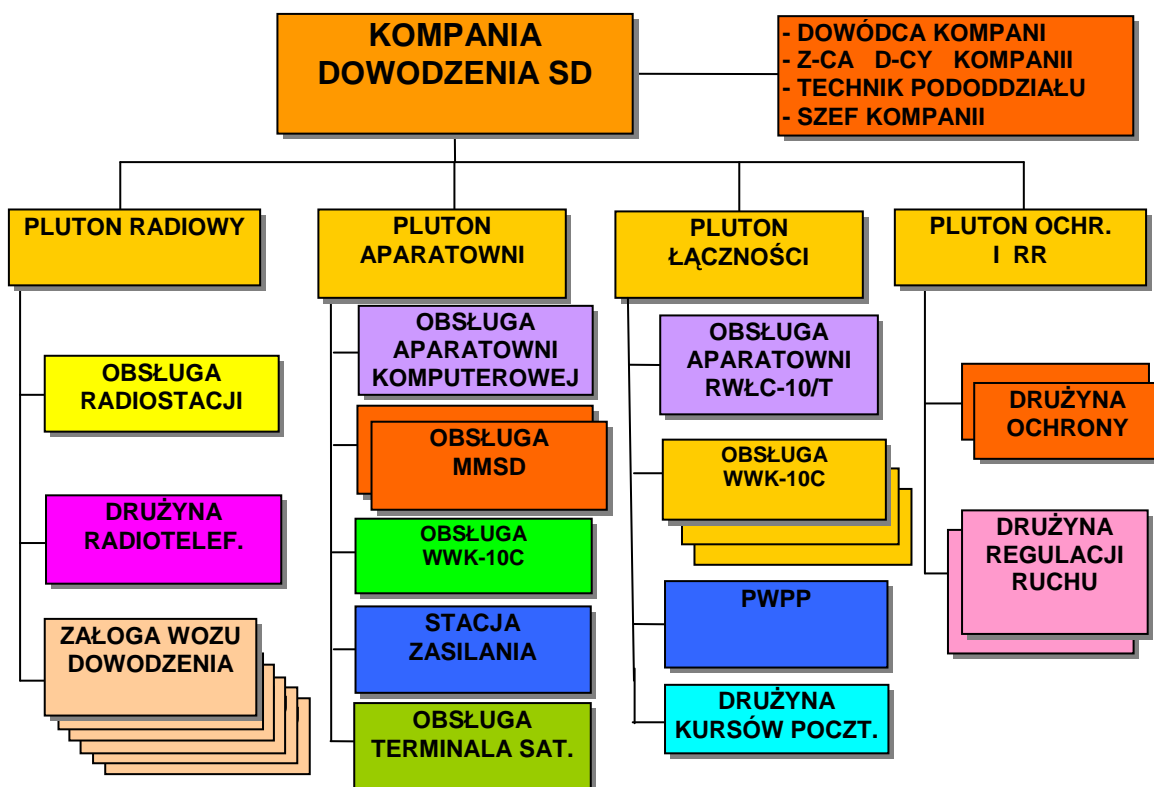 KOMPANIA
DOWODZENIA SD
- DOWÓDCA KOMPANI
- Z-CA D-CY KOMPANII
- TECHNIK PODODDZIAŁU
- SZEF KOMPANII
PLUTON RADIOWY
PLUTON
APARATOWNI
PLUTON
ŁĄCZNOŚCI
PLUTON OCHR.
I RR
OBSŁUGA
RADIOSTACJI
DRUŻYNA
RADIOTELEF.
ZAŁOGA WOZU
DOWODZENIA
OBSŁUGA
APARATOWNI
KOMPUTEROWEJ
OBSŁUGA
MMSD
OBSŁUGA
WWK-10C
STACJA
ZASILANIA
OBSŁUGA
TERMINALA SAT.
OBSŁUGA
APARATOWNI
RWŁC-10/T
OBSŁUGA
WWK-10C
PWPP
DRUŻYNA
KURSÓW POCZT.
DRUŻYNA
OCHRONY
DRUŻYNA
REGULACJI
RUCHU